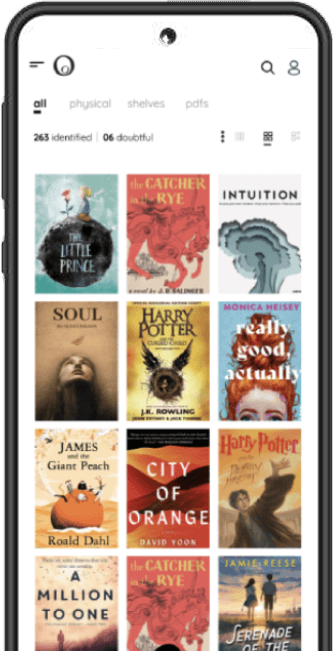 all physical shelves pdfs
263 identified | 06 doubtful
THE
LITTLE
PRINCE
the CATCHER
in the RYE
a novel by J. D. SALINGER
INTUITION
SOUL
HARRY
POTTER
AND THE
CURSED CHILD
J.K. ROWLING
MONICA HEISEY
really
good,
actually
JAMES
and the
Giant Peach
Roald Dahl
CITY
OF
ORANGE
DAVID YOON
Harry Potter
A
MILLION
TO ONE
the CATCHER
in the RYE
JAMIE REESE
SERENADE
OF THE